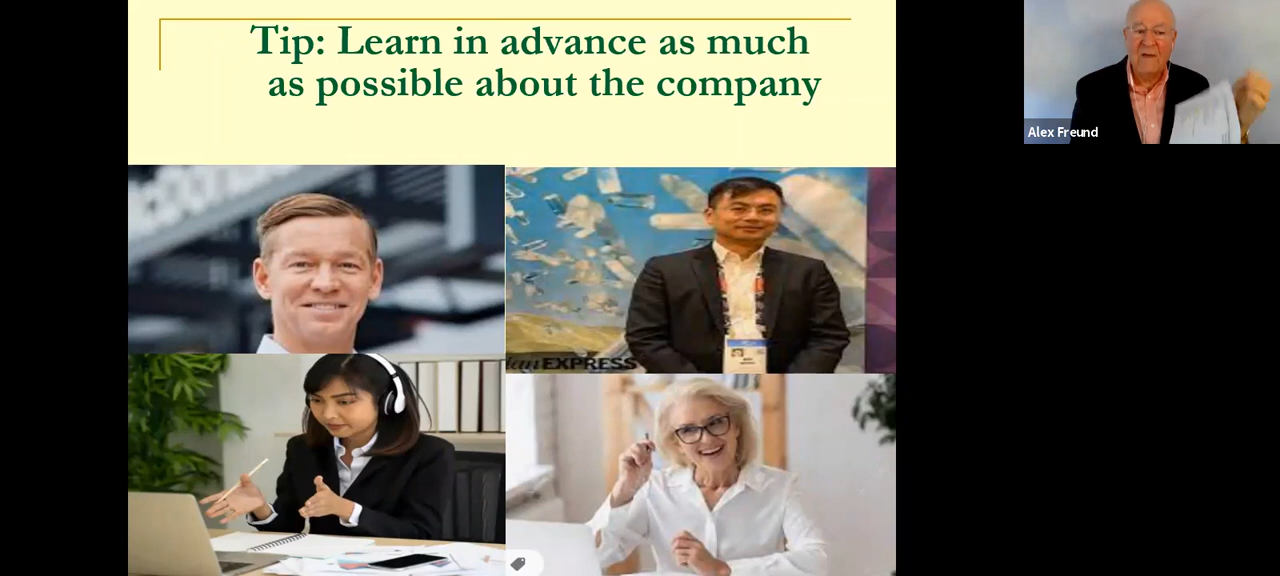 Tip: Learn in advance as much
as possible about the company
Alex Freund
EXPRESS